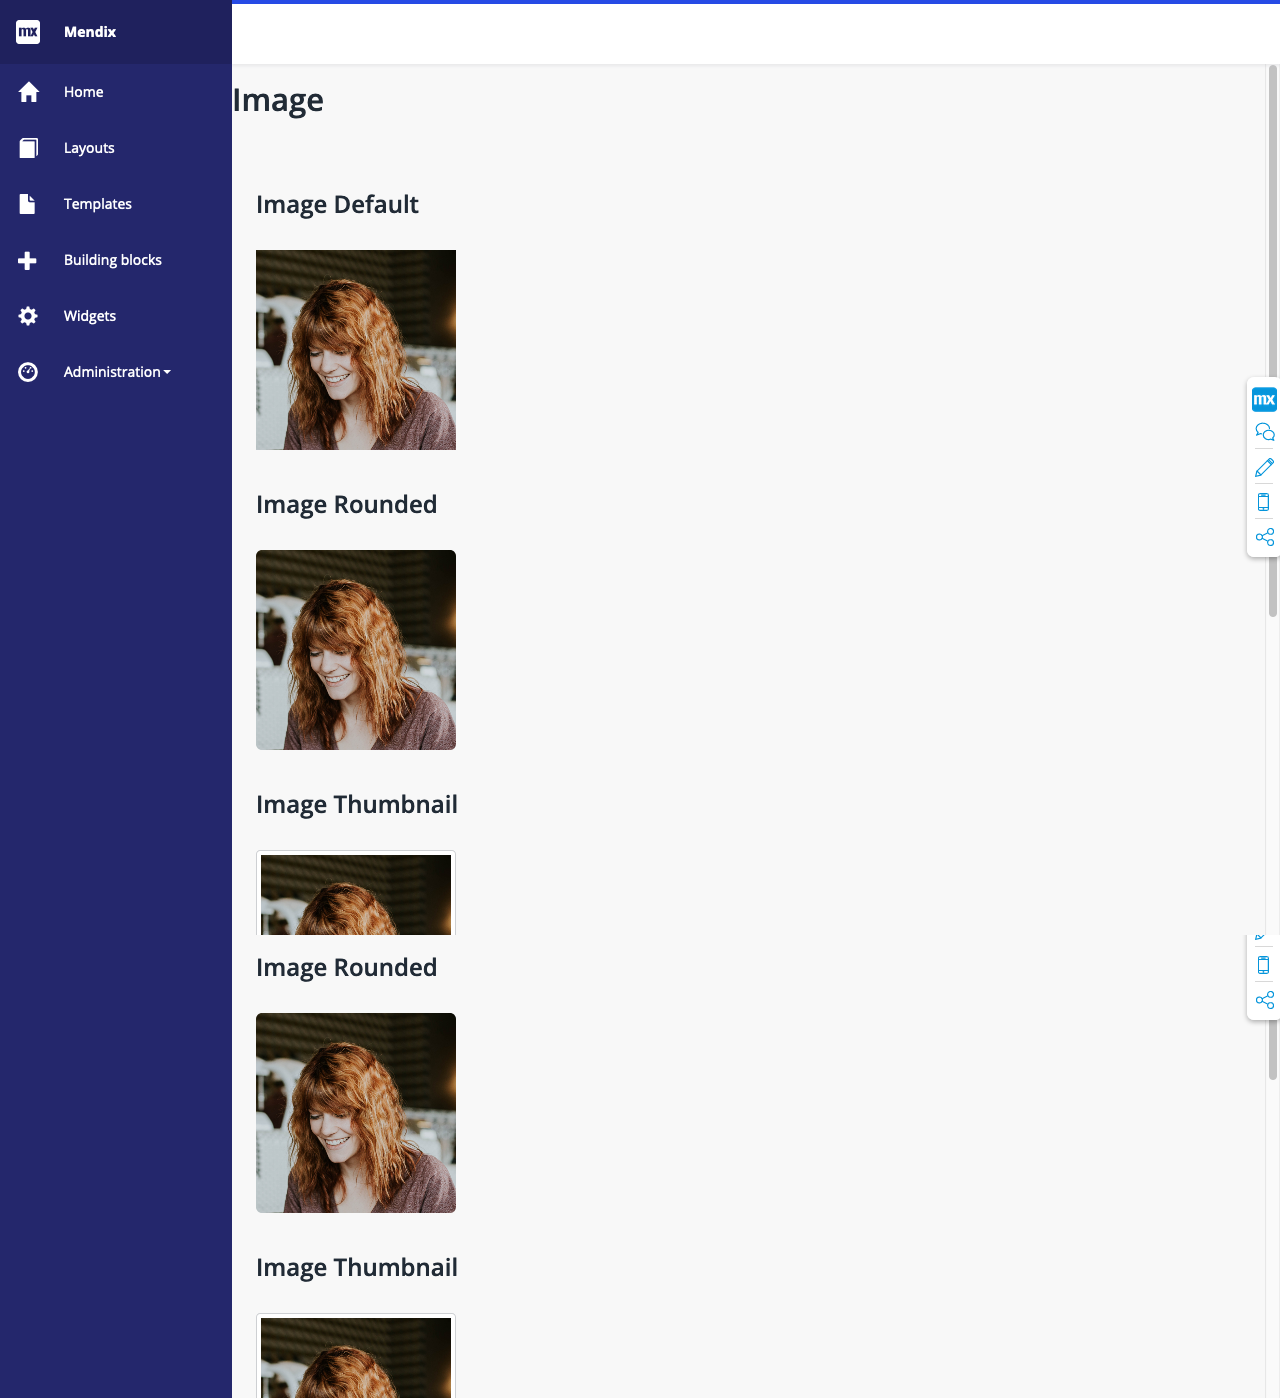 mx
Mendix
Home
Layouts
Templates
Building blocks
Widgets
Administration
Image
Image Default
Image Rounded
Image Thumbnail
mx
Image Rounded
Image Thumbnail